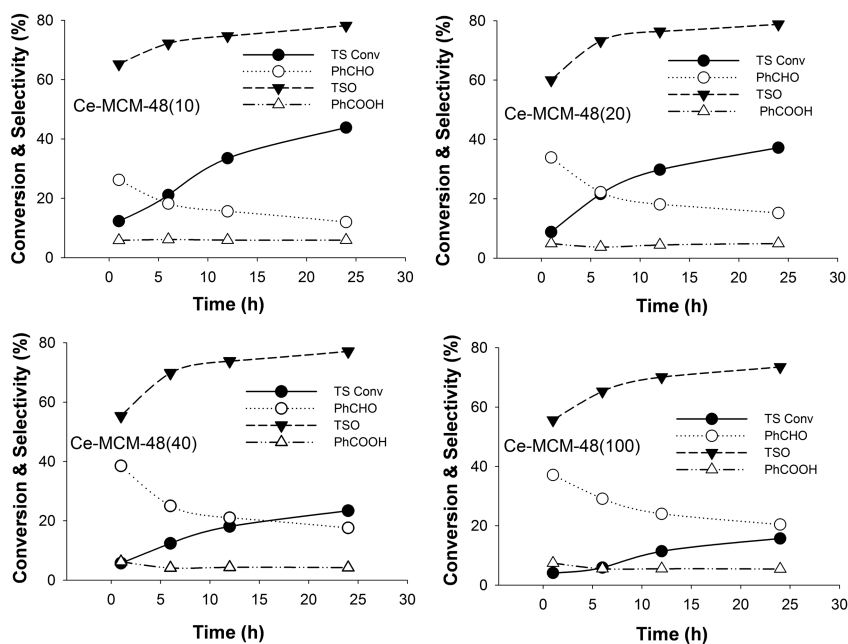 Conversion & Selectivity (%)
80
60
40
20
0
Ce-MCM-48(10)
TS Conv
PhCHO
TSO
PhCOOH
0 5 10 15 20 25 30
Time (h)
Conversion & Selectivity (%)
80
60
40
20
0
Ce-MCM-48(20)
TS Conv
PhCHO
TSO
PhCOOH
0 5 10 15 20 25 30
Time (h)
Conversion & Selectivity (%)
80
60
40
20
0
Ce-MCM-48(40)
TS Conv
PhCHO
TSO
PhCOOH
0 5 10 15 20 25 30
Time (h)
Conversion & Selectivity (%)
80
60
40
20
0
Ce-MCM-48(100)
TS Conv
PhCHO
TSO
PhCOOH
0 5 10 15 20 25 30
Time (h)